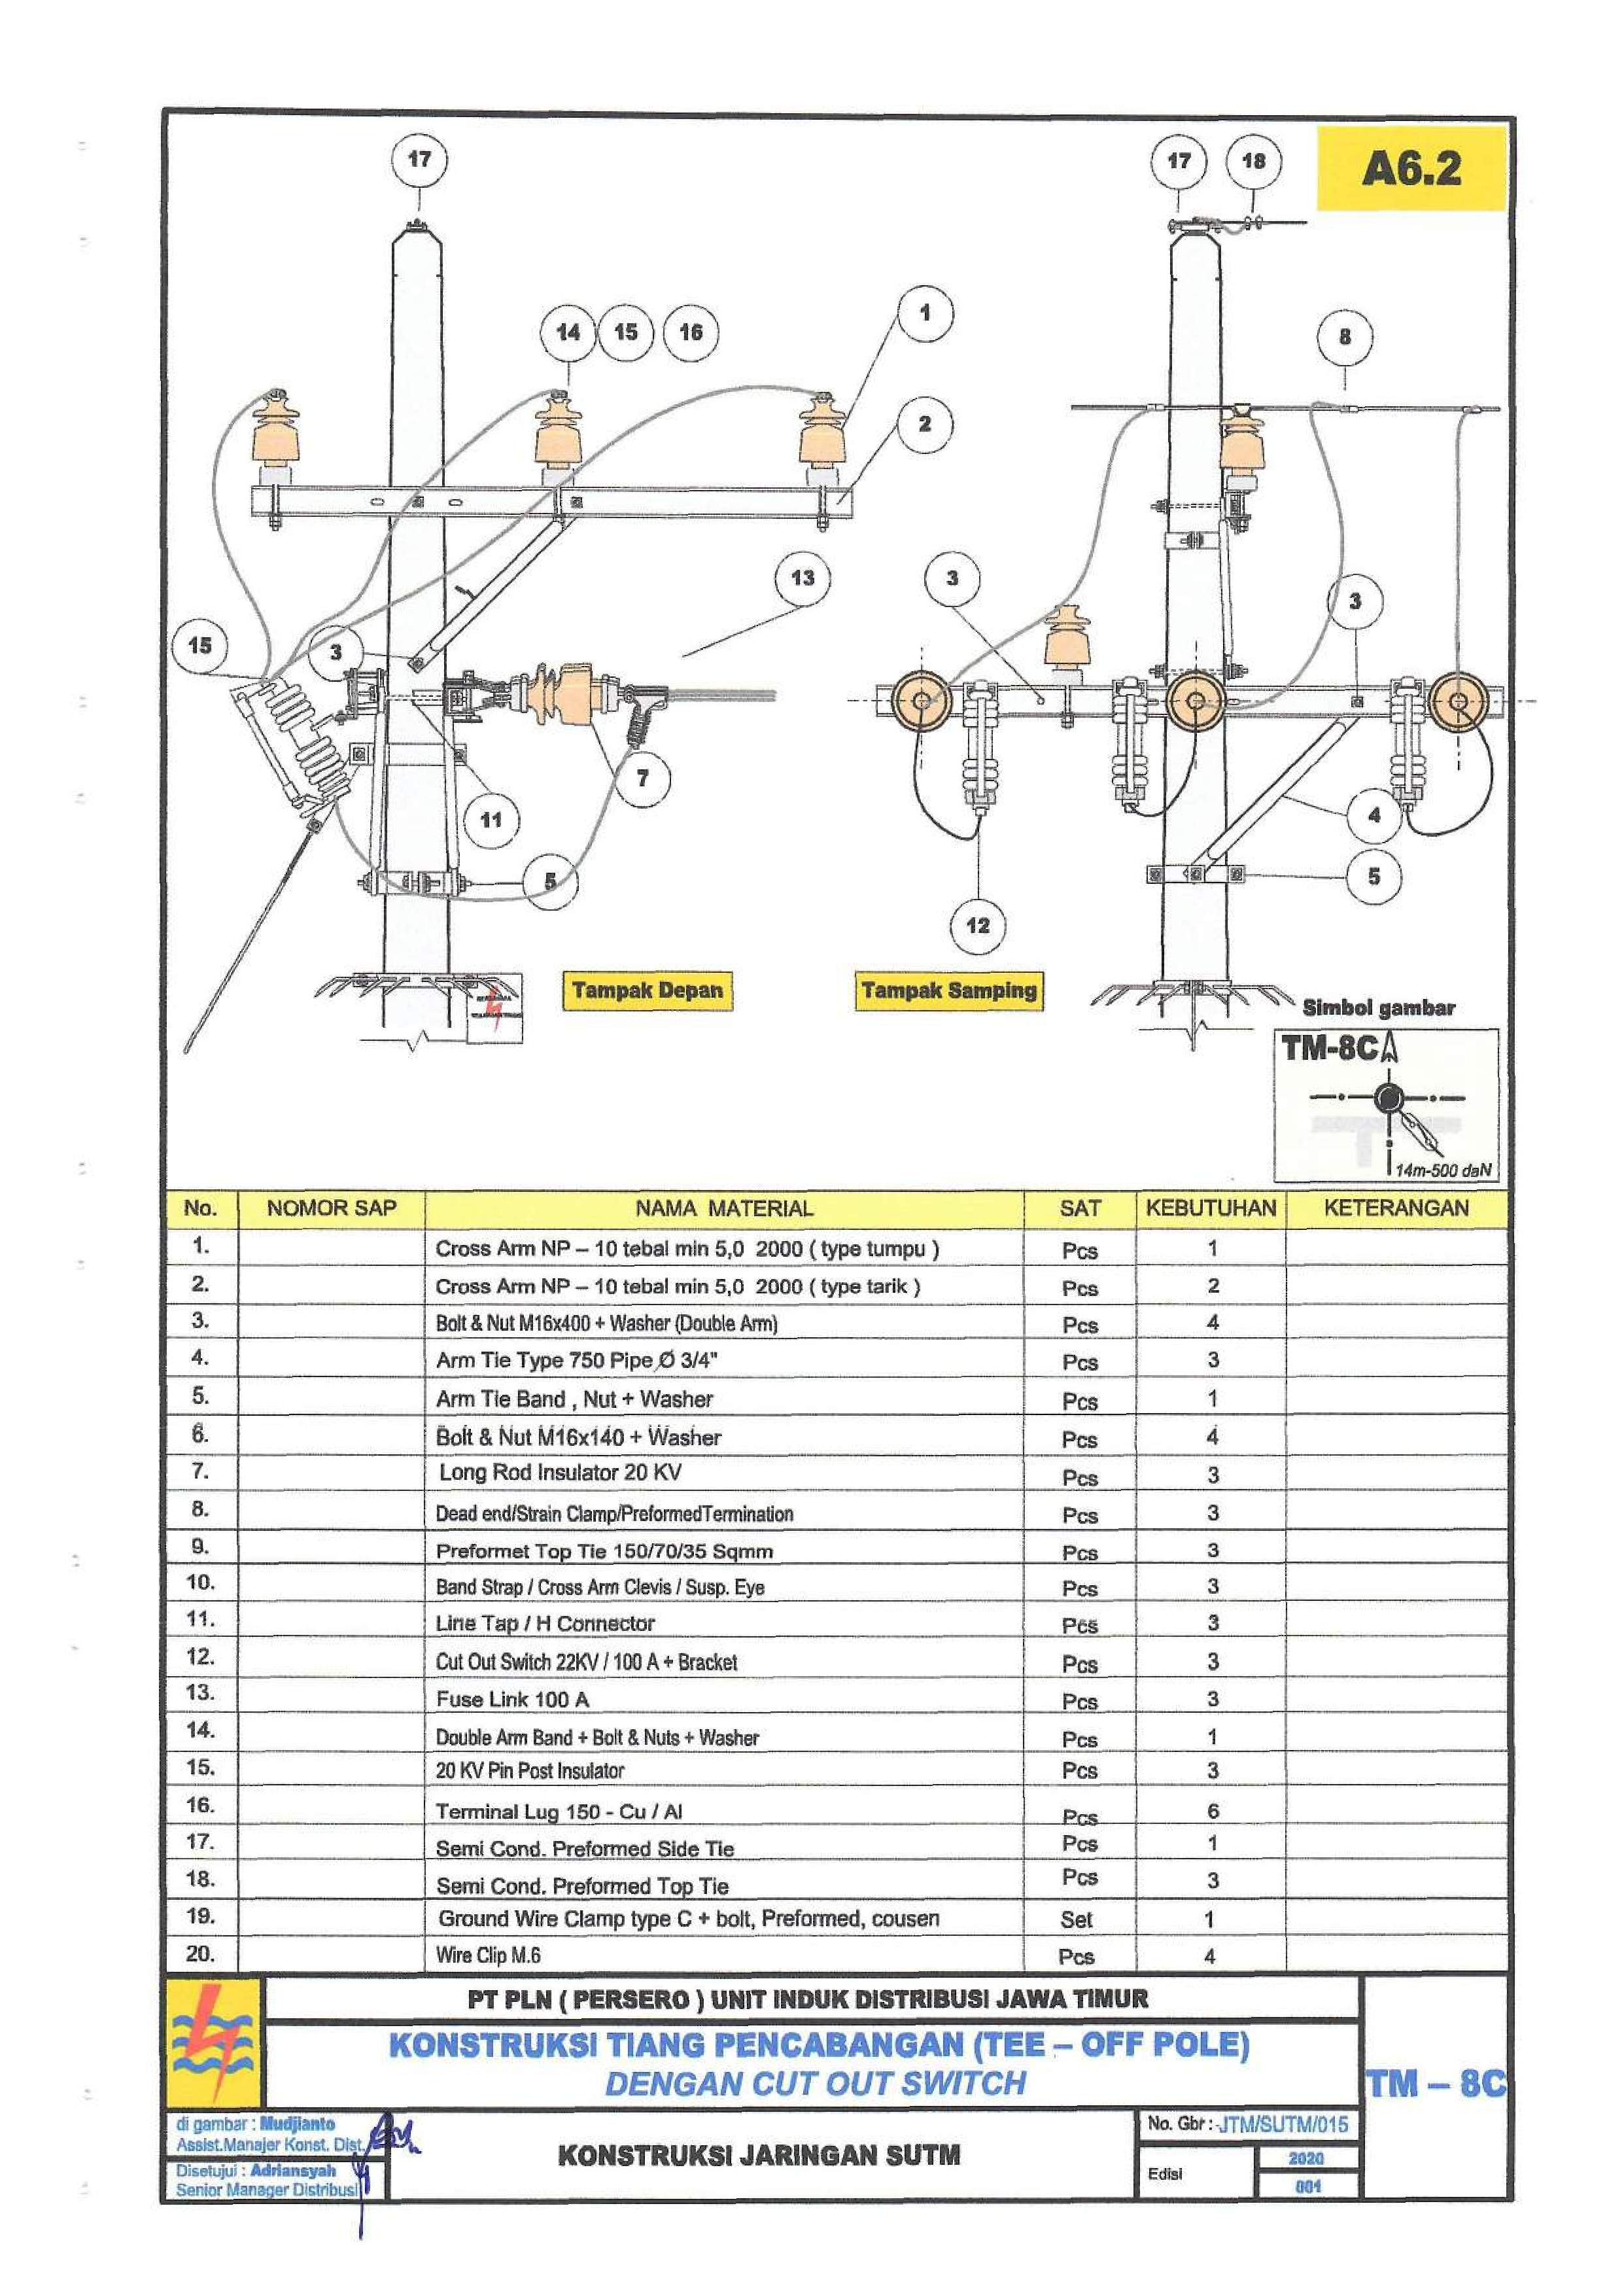 A6.2
17
17
18
14
15
16
1
8
2
13
3
3
15
3
7
4
11
5
5
12
Tampak Depan
Tampak Samping
Simbol gambar
TM-8C
14m-500 daN
No. NOMOR SAP NAMA MATERIAL SAT KEBUTUHAN KETERANGAN
1. Cross Arm NP – 10 tebal min 5,0 2000 ( type tumpu ) Pcs 1
2. Cross Arm NP – 10 tebal min 5,0 2000 ( type tarik ) Pcs 2
3. Bolt & Nut M16x400 + Washer (Double Arm) Pcs 4
4. Arm Tie Type 750 Pipe Ø 3/4" Pcs 3
5. Arm Tie Band , Nut + Washer Pcs 1
6. Bolt & Nut M16x140 + Washer Pcs 4
7. Long Rod Insulator 20 KV Pcs 3
8. Dead end/Strain Clamp/PreformedTermination Pcs 3
9. Preformet Top Tie 150/70/35 Sqmm Pcs 3
10. Band Strap / Cross Arm Clevis / Susp. Eye Pcs 3
11. Line Tap / H Connector Pcs 3
12. Cut Out Switch 22KV / 100 A + Bracket Pcs 3
13. Fuse Link 100 A Pcs 3
14. Double Arm Band + Bolt & Nuts + Washer Pcs 1
15. 20 KV Pin Post Insulator Pcs 3
16. Terminal Lug 150 - Cu / Al Pcs 6
17. Semi Cond. Preformed Side Tie Pcs 1
18. Semi Cond. Preformed Top Tie Pcs 3
19. Ground Wire Clamp type C + bolt, Preformed, cousen Set 1
20. Wire Clip M.6 Pcs 4
PT PLN ( PERSERO ) UNIT INDUK DISTRIBUSI JAWA TIMUR
KONSTRUKSI TIANG PENCABANGAN (TEE – OFF POLE)
DENGAN CUT OUT SWITCH
TM – 8C
di gambar : Mudjianto
Assist.Manajer Konst. Dist.
Disetujui : Adriansyah
Senior Manager Distribusi
KONSTRUKSI JARINGAN SUTM
No. Gbr : JTM/SUTM/015
Edisi
2020
001